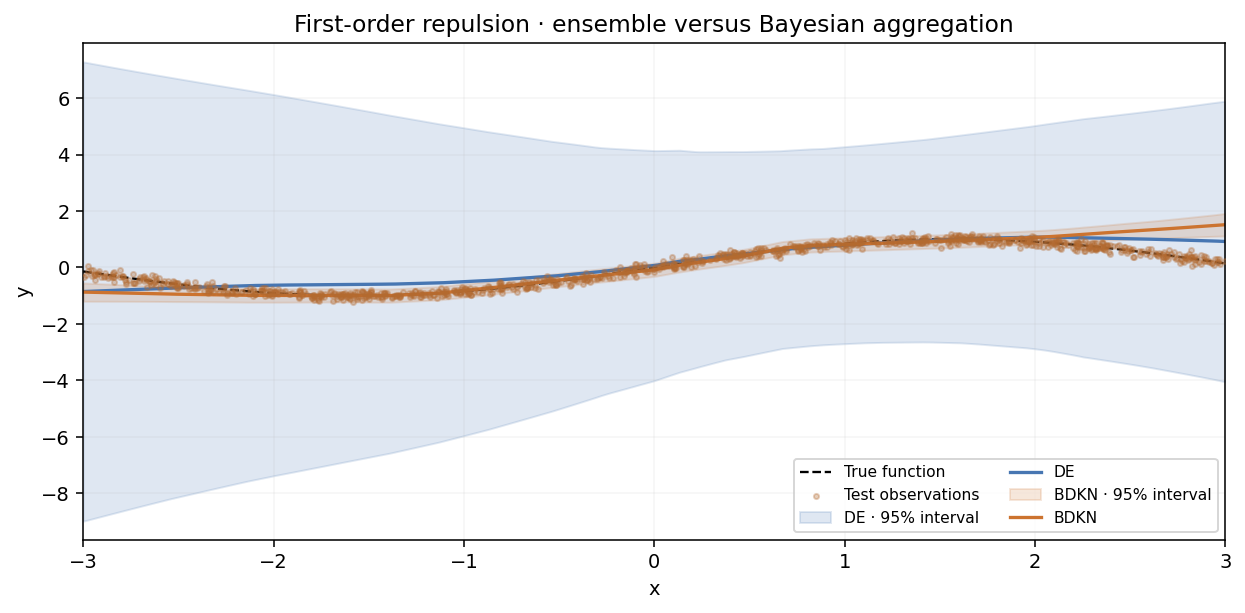 First-order repulsion · ensemble versus Bayesian aggregation
y
6
4
2
0
−2
−4
−6
−8
−3
−2
−1
0
1
2
3
x
True function
Test observations
DE · 95% interval
DE
BDKN · 95% interval
BDKN